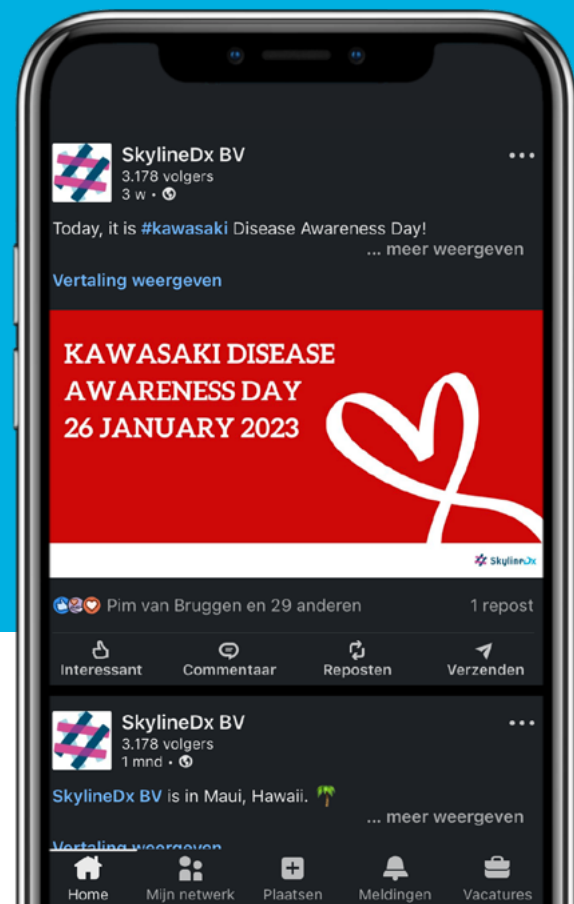 SkylineDx BV
3.178 volgers
3 w •
Today, it is #kawasaki Disease Awareness Day!
... meer weergeven
Vertaling weergeven
KAWASAKI DISEASE
AWARENESS DAY
26 JANUARY 2023
SkylineDx
Pim van Bruggen en 29 anderen 1 repost
Interessant Commentaar Reposten Verzenden
SkylineDx BV
3.178 volgers
1 mnd •
SkylineDx BV is in Maui, Hawaii. 🌴
... meer weergeven
Vertaling weergeven
Home Mijn netwerk Plaatsen Meldingen Vacatures